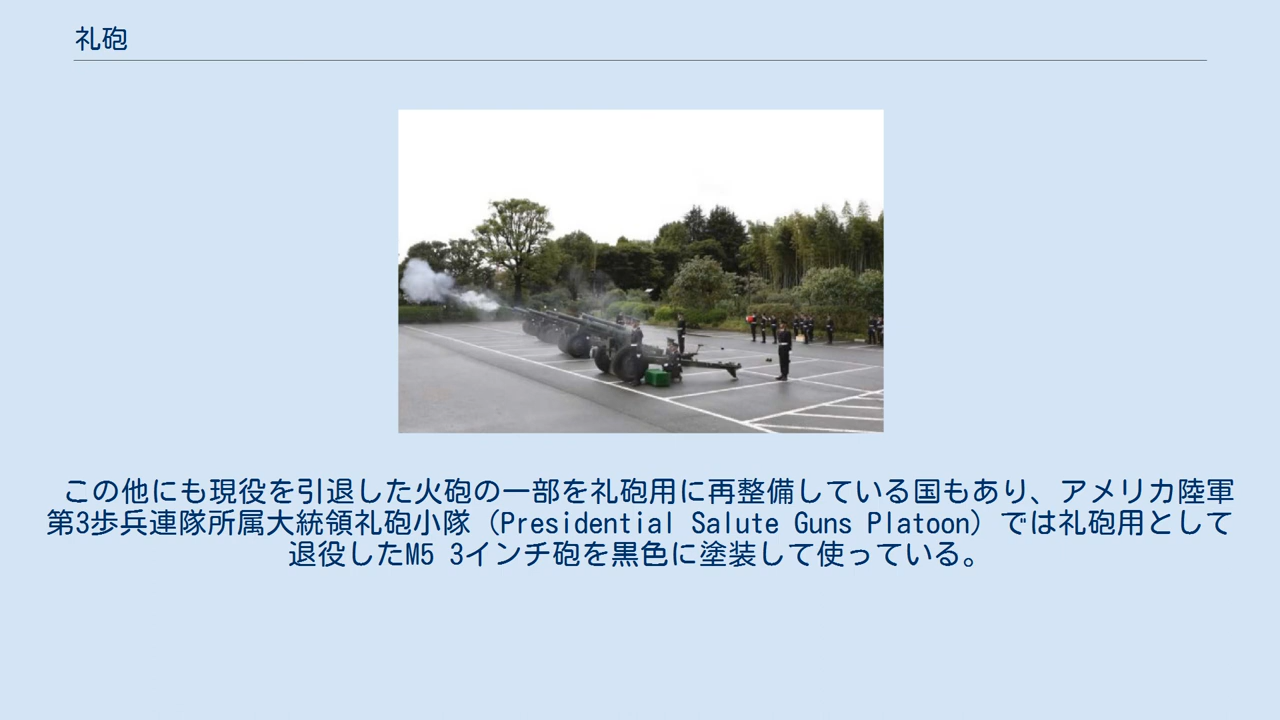 礼砲
この他にも現役を引退した火砲の一部を礼砲用に再整備している国もあり、アメリカ陸軍
第3歩兵連隊所属大統領礼砲小隊（Presidential Salute Guns Platoon）では礼砲用として
退役したM5 3インチ砲を黒色に塗装して使っている。